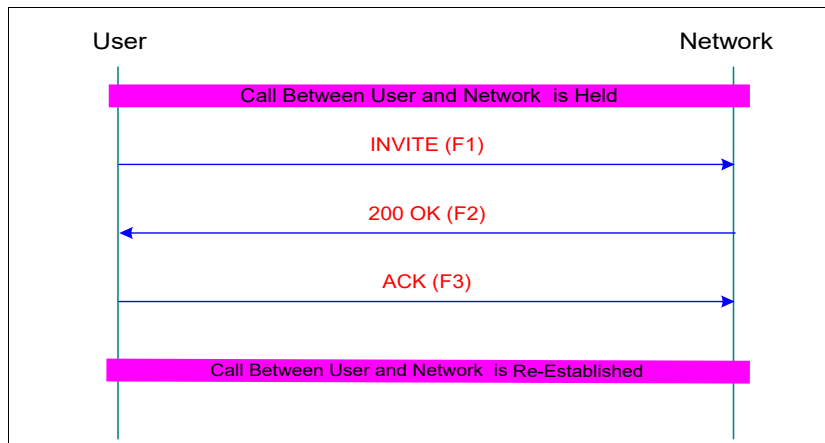 User
Network
Call Between User and Network is Held
INVITE (F1)
200 OK (F2)
ACK (F3)
Call Between User and Network is Re-Established